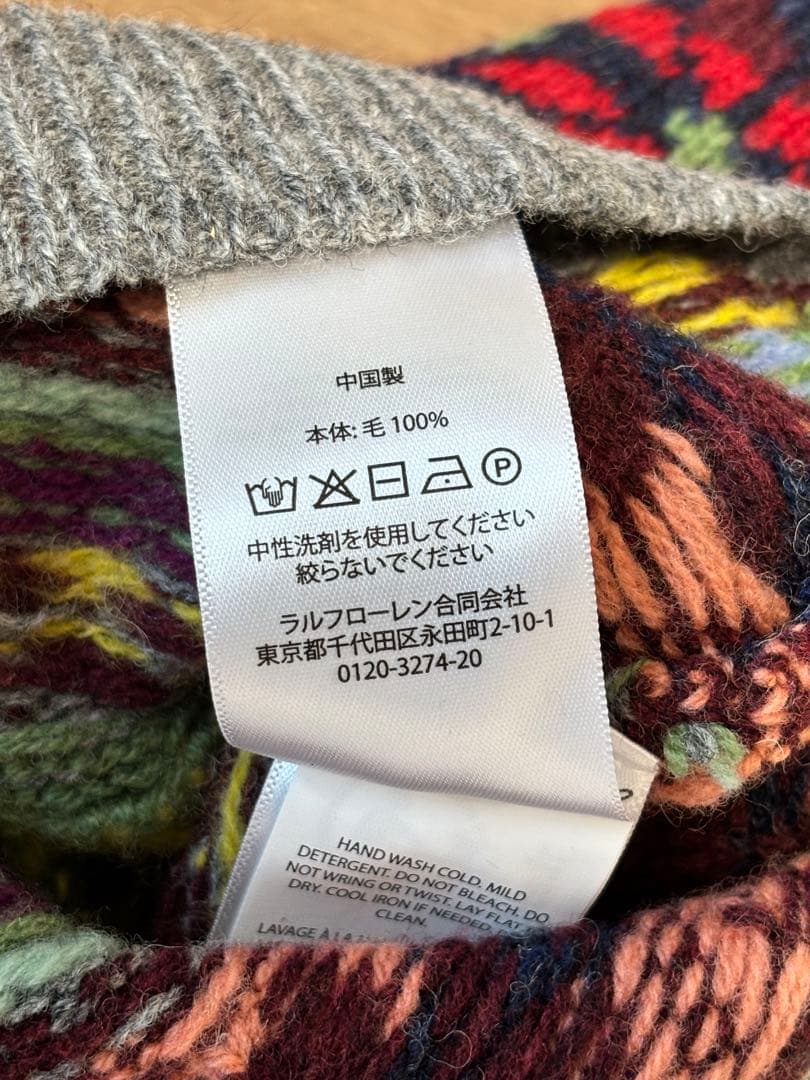 中国製
本体: 毛 100%
P
中性洗剤を使用してください
絞らないでください
ラルフローレン合同会社
東京都千代田区永田町2-10-1
0120-3274-20
HAND WASH COLD. MILD
DETERGENT. DO NOT BLEACH. DO
NOT WRING OR TWIST. LAY FLAT
DRY. COOL IRON IF NEEDED.
CLEAN.
LAVAGE À LA